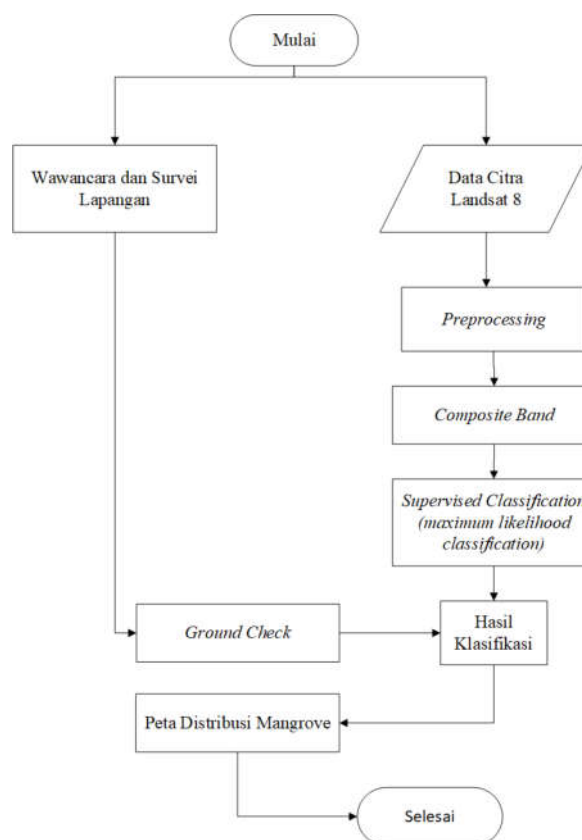 Mulai
Wawancara dan Survei
Lapangan
Data Citra
Landsat 8
Preprocessing
Composite Band
Supervised Classification
(maximum likelihood
classification)
Ground Check
Hasil
Klasifikasi
Peta Distribusi Mangrove
Selesai